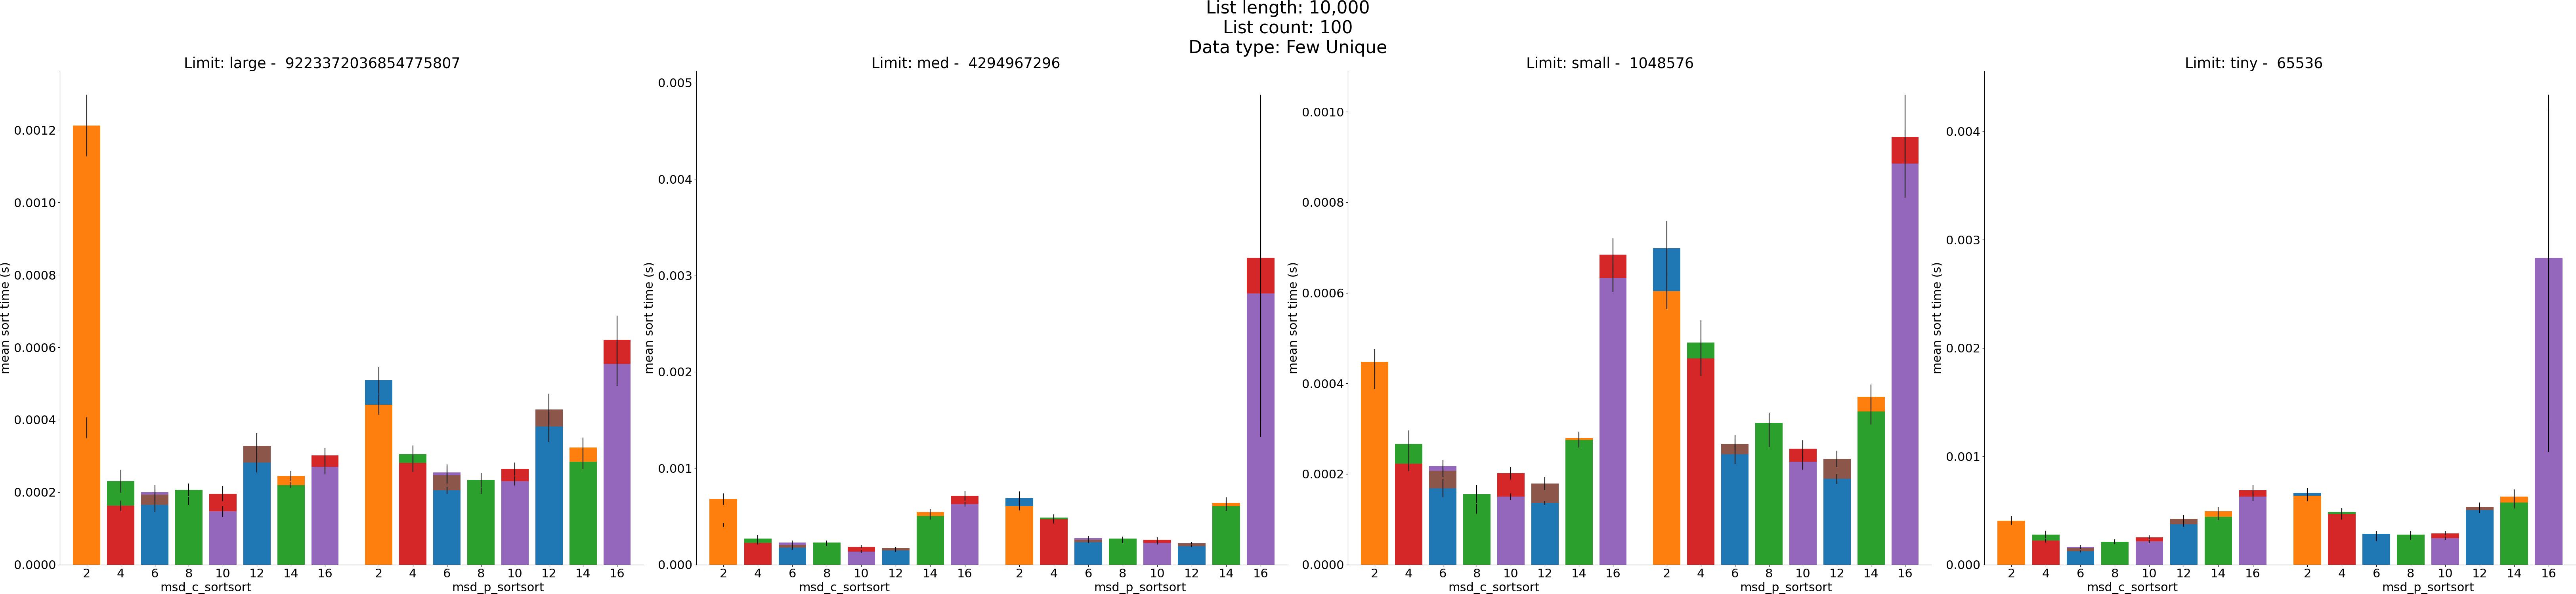 List length: 10,000
List count: 100
Data type: Few Unique
Limit: large -  9223372036854775807
mean sort time (s)
0.0012
0.0010
0.0008
0.0006
0.0004
0.0002
0.0000
2 4 6 8 10 12 14 16 2 4 6 8 10 12 14 16
msd_c_sortsort msd_p_sortsort
Limit: med -  4294967296
mean sort time (s)
0.005
0.004
0.003
0.002
0.001
0.000
2 4 6 8 10 12 14 16 2 4 6 8 10 12 14 16
msd_c_sortsort msd_p_sortsort
Limit: small -  1048576
mean sort time (s)
0.0010
0.0008
0.0006
0.0004
0.0002
0.0000
2 4 6 8 10 12 14 16 2 4 6 8 10 12 14 16
msd_c_sortsort msd_p_sortsort
Limit: tiny -  65536
mean sort time (s)
0.004
0.003
0.002
0.001
0.000
2 4 6 8 10 12 14 16 2 4 6 8 10 12 14 16
msd_c_sortsort msd_p_sortsort